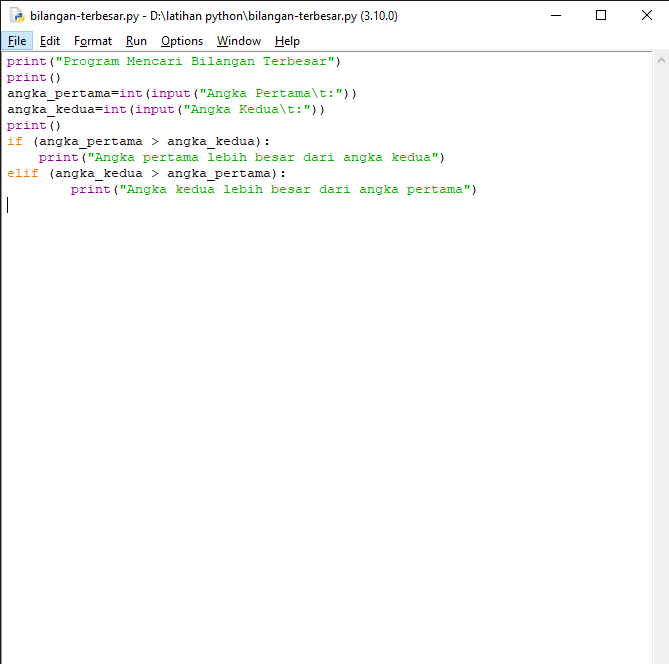 bilangan-terbesar.py - D:\latihan python\bilangan-terbesar.py (3.10.0)
File Edit Format Run Options Window Help
print("Program Mencari Bilangan Terbesar")
print()
angka_pertama=int(input("Angka Pertama\t:"))
angka_kedua=int(input("Angka Kedua\t:"))
print()
if (angka_pertama > angka_kedua):
    print("Angka pertama lebih besar dari angka kedua")
elif (angka_kedua > angka_pertama):
        print("Angka kedua lebih besar dari angka pertama")